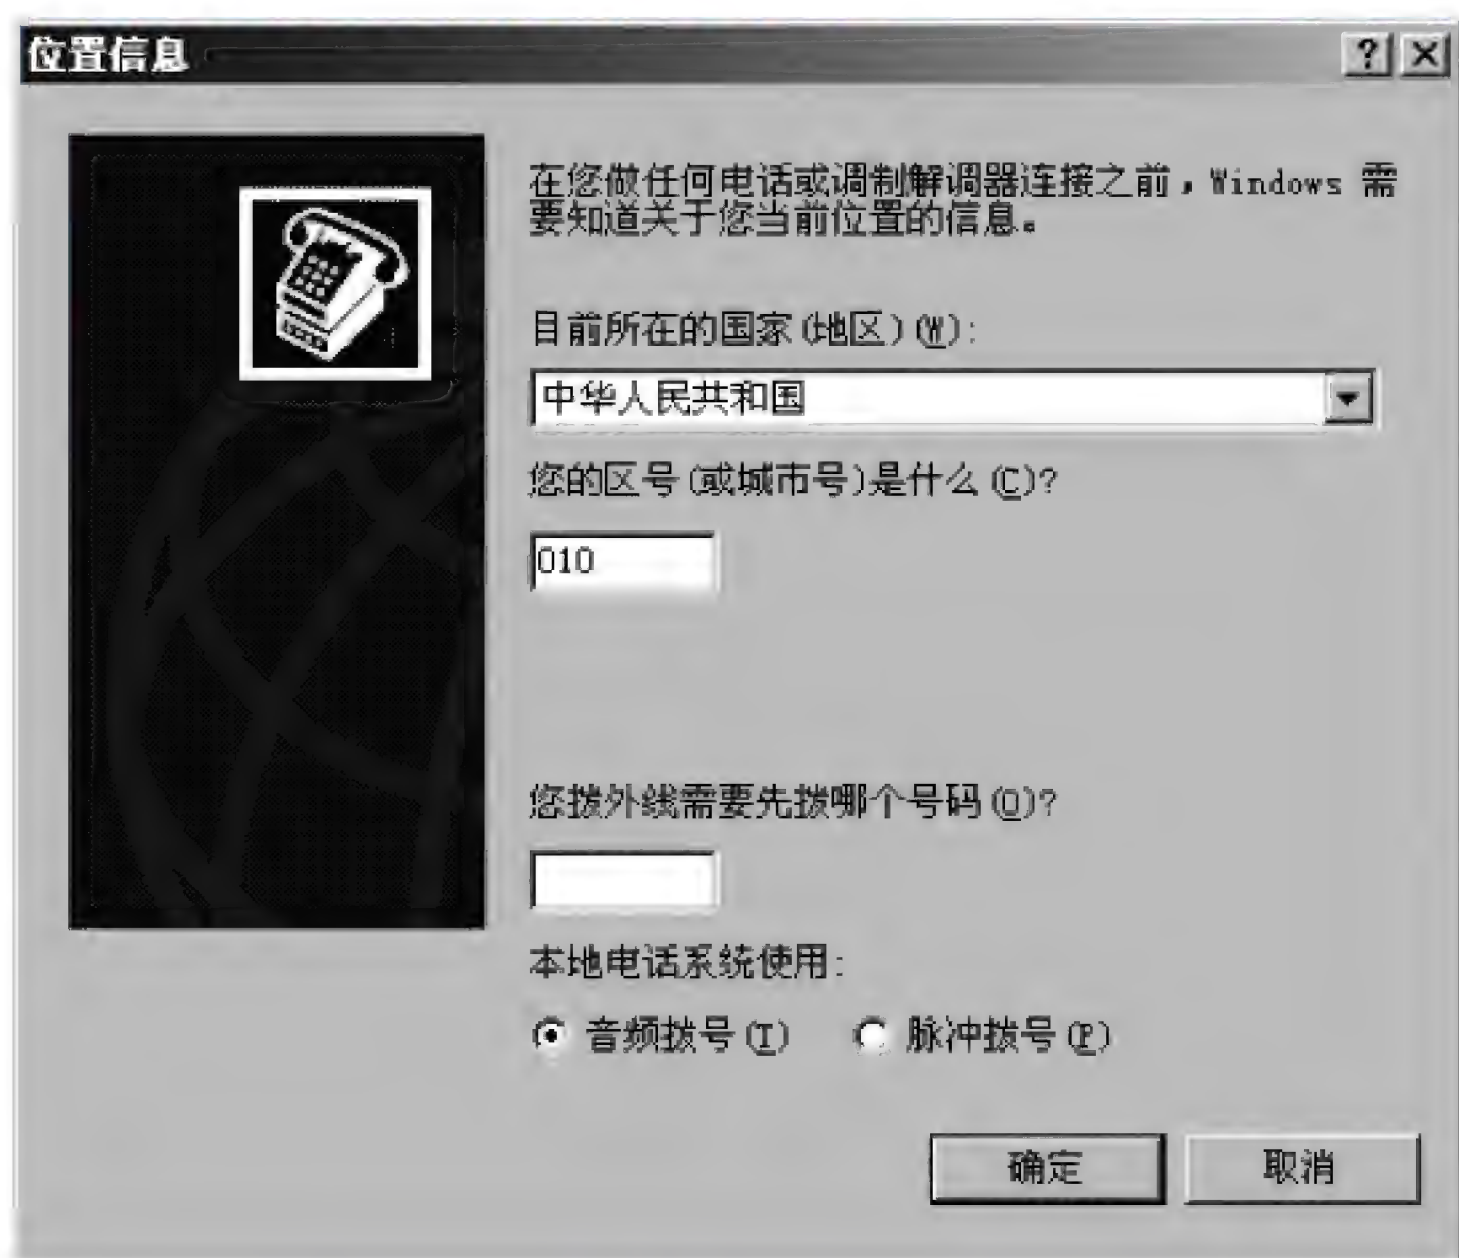 位置信息
在您做任何电话或调制解调器连接之前，Windows 需
要知道关于您当前位置的信息。
目前所在的国家(地区)(W):
中华人民共和国
您的区号(或城市号)是什么(C)?
010
您拨外线需要先拨哪个号码(O)?
本地电话系统使用:
音频拨号(T) 脉冲拨号(P)
确定 取消